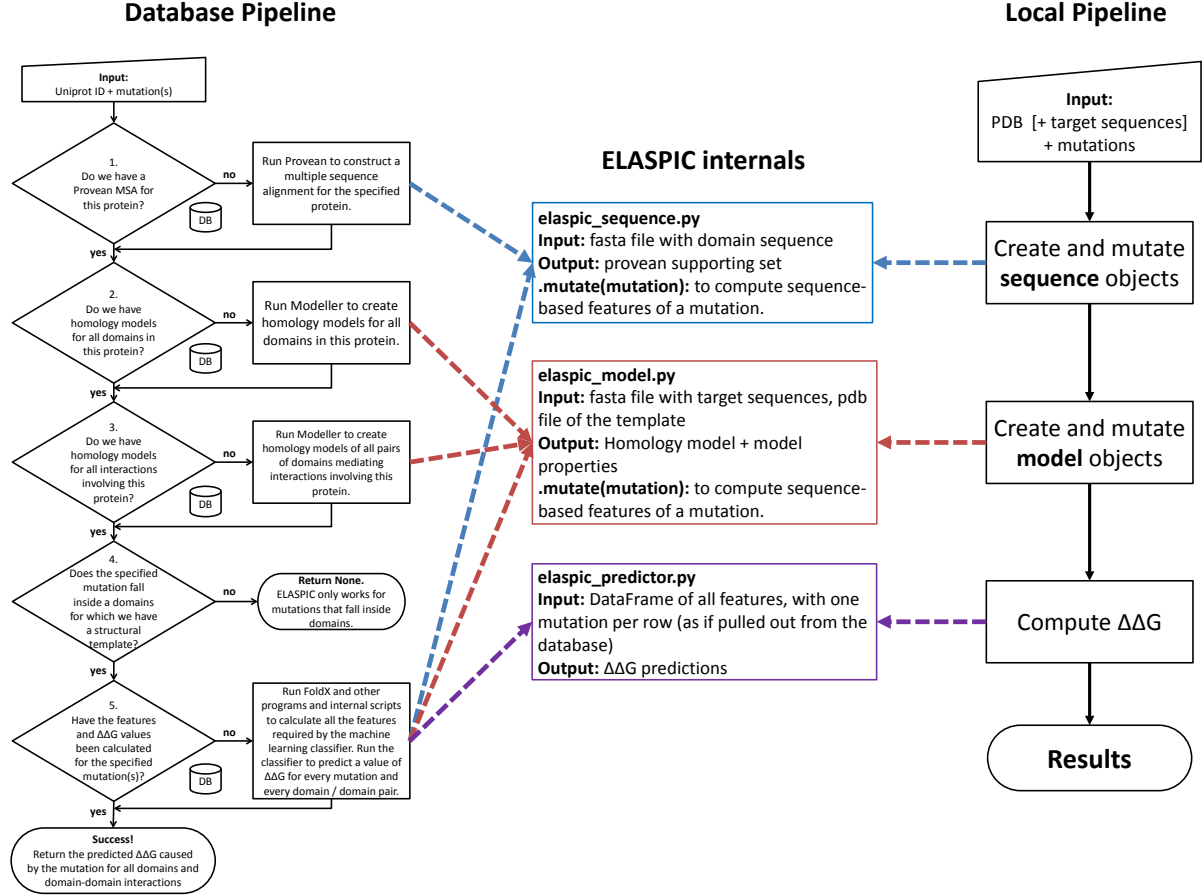 Database Pipeline
Input:
Uniprot ID + mutation(s)
1.
Do we have a
Provean MSA for
this protein?
no
DB
yes
Run Provean to construct a
multiple sequence
alignment for the specified
protein.
2.
Do we have
homology models
for all domains in
this protein?
no
DB
yes
Run Modeller to create
homology models for all
domains in this protein.
3.
Do we have
homology models
for all interactions
involving this
protein?
no
DB
yes
Run Modeller to create
homology models of all pairs
of domains mediating
interactions involving this
protein.
4.
Does the specified
mutation fall
inside a domains
for which we have
a structural
template?
no
yes
Return None.
ELASPIC only works for
mutations that fall inside
domains.
5.
Have the features
and ΔΔG values
been calculated
for the specified
mutation(s)?
no
DB
yes
Run FoldX and other
programs and internal scripts
to calculate all the features
required by the machine
learning classifier. Run the
classifier to predict a value of
ΔΔG for every mutation and
every domain / domain pair.
Success!
Return the predicted ΔΔG caused
by the mutation for all domains and
domain-domain interactions
ELASPIC internals
elaspic_sequence.py
Input: fasta file with domain sequence
Output: provean supporting set
.mutate(mutation): to compute sequence-
based features of a mutation.
elaspic_model.py
Input: fasta file with target sequences, pdb
file of the template
Output: Homology model + model
properties
.mutate(mutation): to compute sequence-
based features of a mutation.
elaspic_predictor.py
Input: DataFrame of all features, with one
mutation per row (as if pulled out from the
database)
Output: ΔΔG predictions
Local Pipeline
Input:
PDB [+ target sequences]
+ mutations
Create and mutate
sequence objects
Create and mutate
model objects
Compute ΔΔG
Results